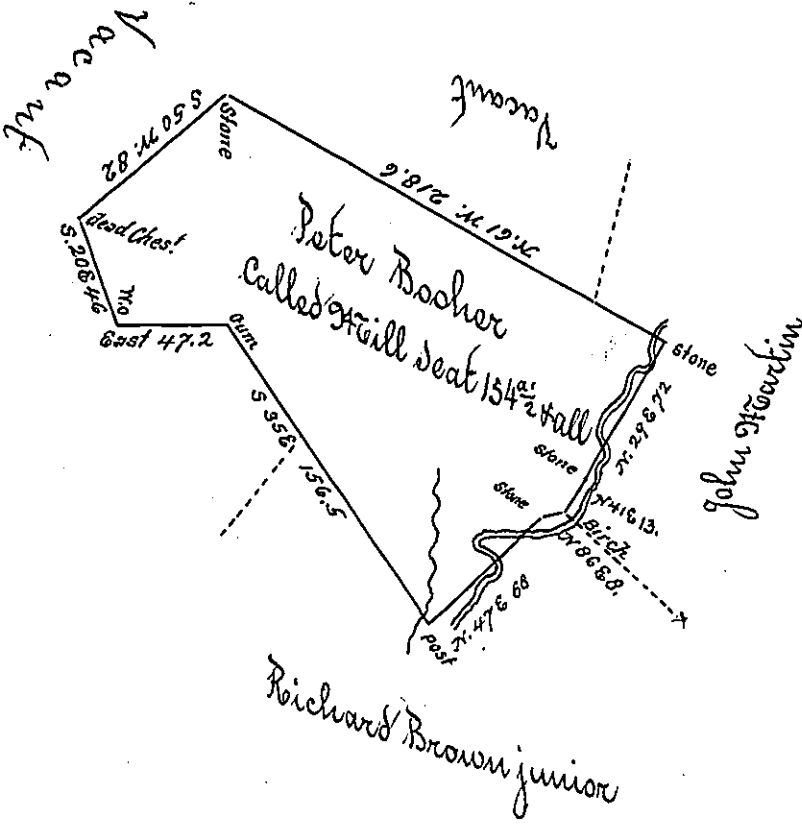 Vacant
Vacant
S 50 W. 82
Stone
N. 61 W. 218.6
Dead Ches.t
S. 20 E 46
W.O
East 47.2
Gum
Peter Booher
Called Mill Seat 154 a. 1/2 & all
S 35 E. 156.5
stone
John Martin
N. 29 E 72
stone
stone
N 41 E 13.
Birch
N 86 E 8.
N. 47 E 68
post
Richard Brown junior